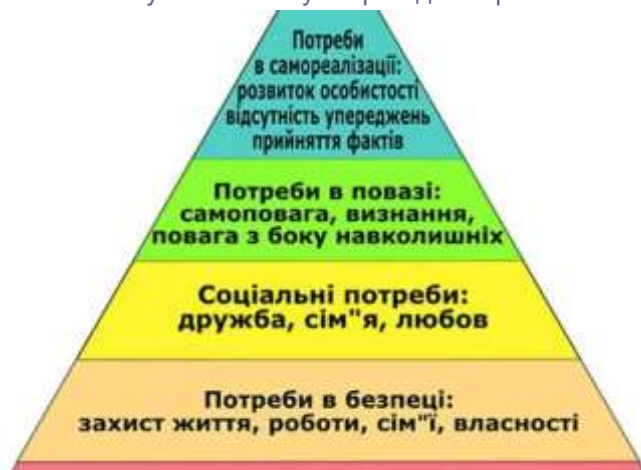 Потреби
в самореалізації:
розвиток особистості
відсутність упереджень
прийняття фактів
Потреби в повазі:
самоповага, визнання,
повага з боку навколишніх
Соціальні потреби:
дружба, сім"я, любов
Потреби в безпеці:
захист життя, роботи, сім"ї, власності